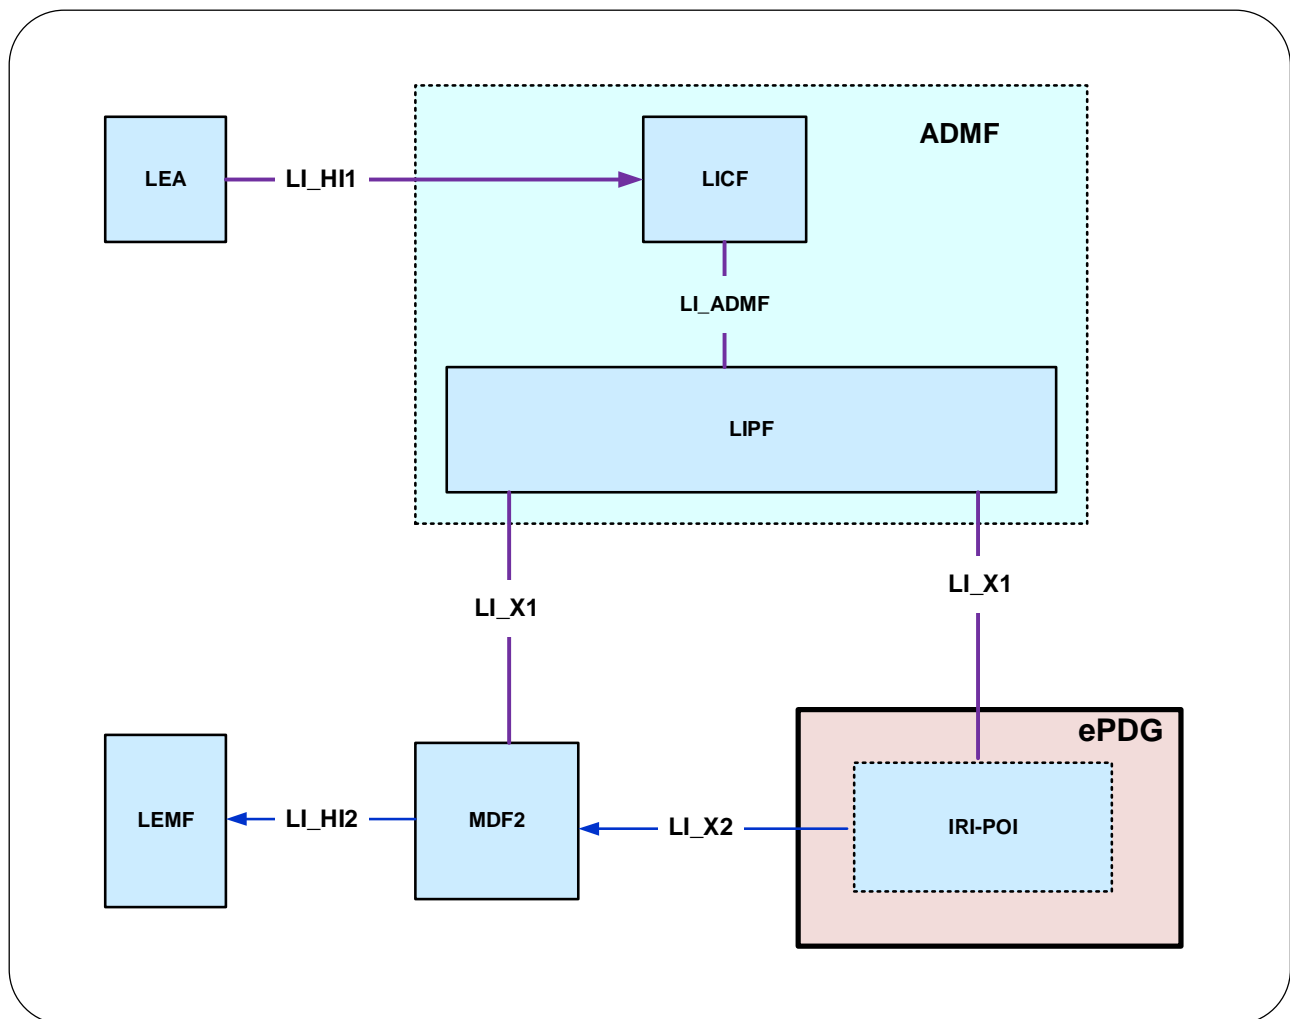 ADMF
LEA
LI_HI1
LICF
LI_ADMF
LIPF
LI_X1
LI_X1
ePDG
LEMF
LI_HI2
MDF2
LI_X2
IRI-POI